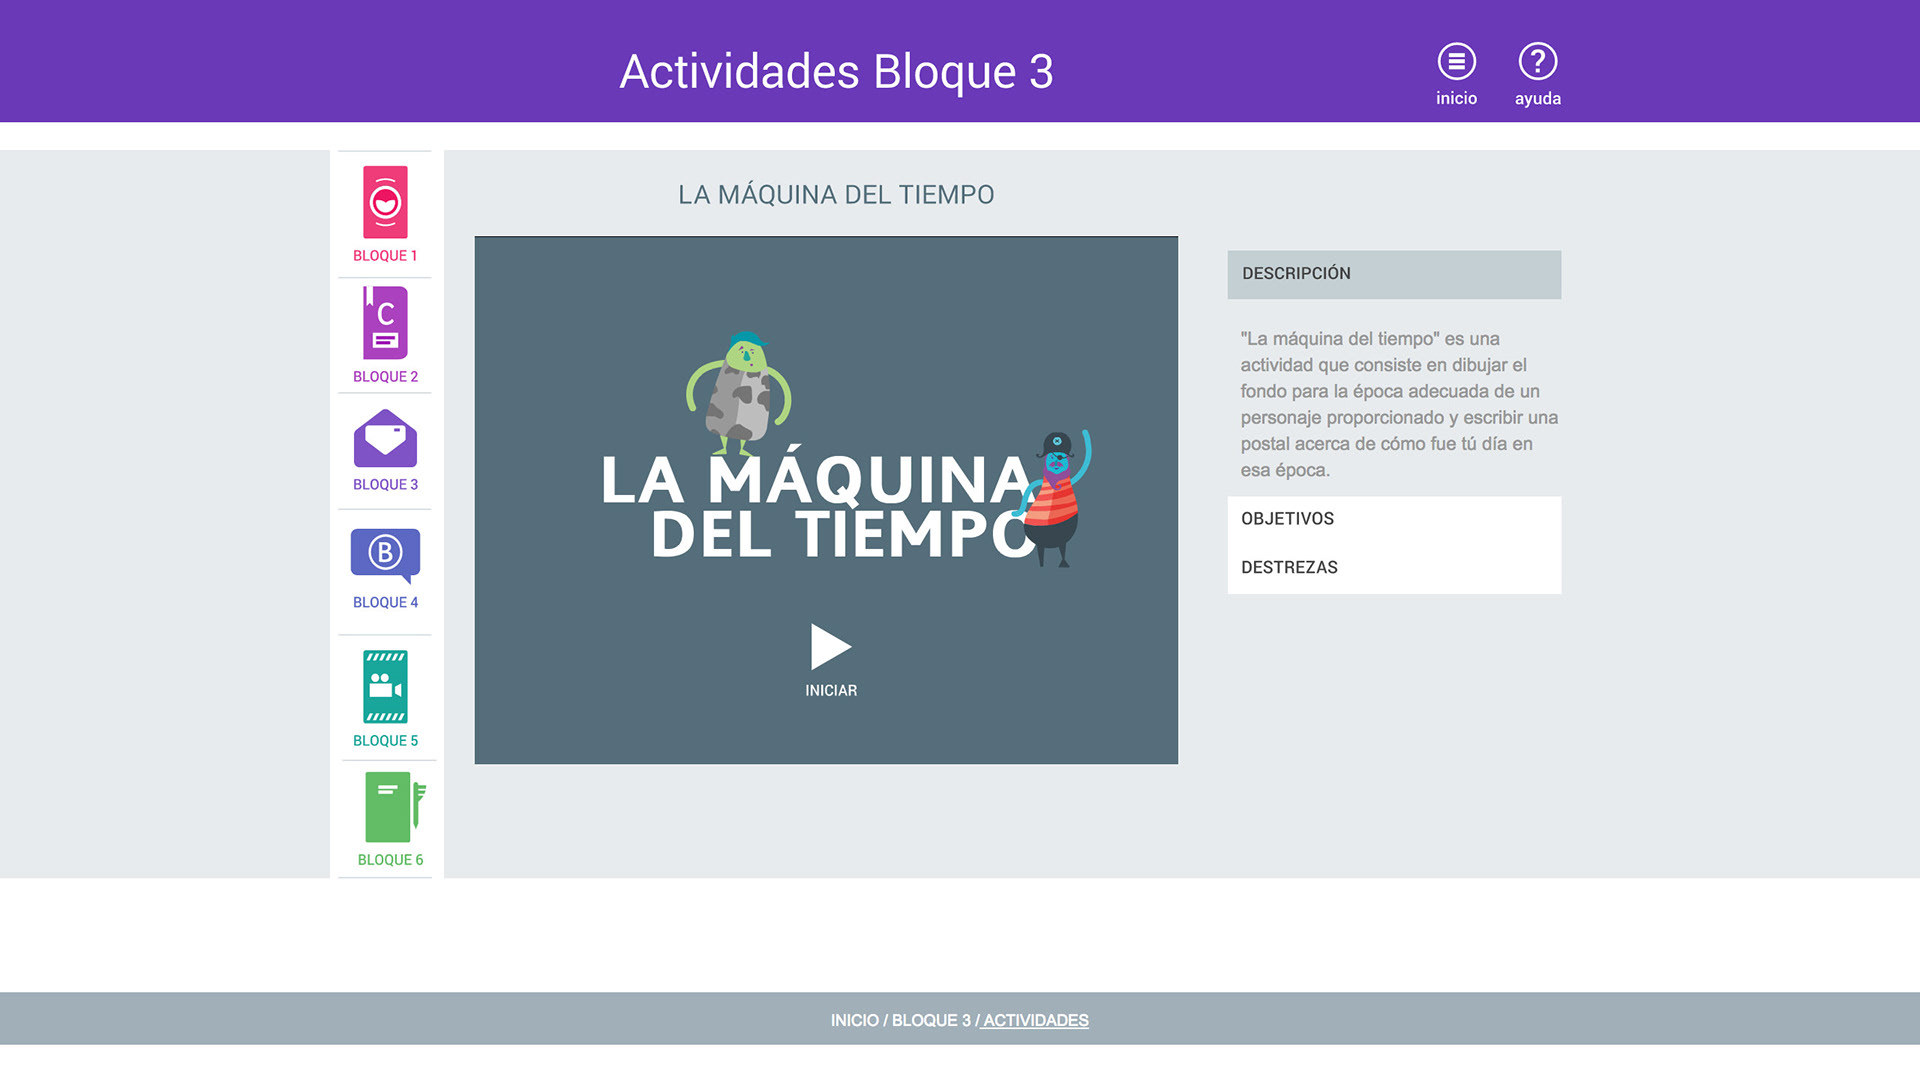 Actividades Bloque 3
inicio
ayuda
BLOQUE 1
C
BLOQUE 2
BLOQUE 3
B
BLOQUE 4
BLOQUE 5
BLOQUE 6
LA MÁQUINA DEL TIEMPO
LA MÁQUINA
DEL TIEMPO
INICIAR
DESCRIPCIÓN
"La máquina del tiempo" es una
actividad que consiste en dibujar el
fondo para la época adecuada de un
personaje proporcionado y escribir una
postal acerca de cómo fue tú día en
esa época.
OBJETIVOS
DESTREZAS
INICIO / BLOQUE 3 / ACTIVIDADES